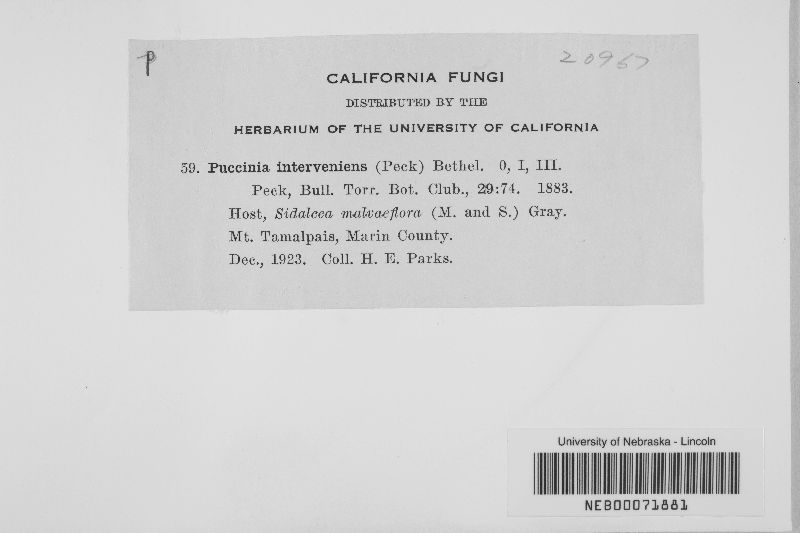 p
20967
CALIFORNIA FUNGI
DISTRIBUTED BY THE
HERBARIUM OF THE UNIVERSITY OF CALIFORNIA
59. Puccinia interveniens (Peck) Bethel. 0, I, III.
Peck, Bull. Torr. Bot. Club., 29:74. 1883.
Host, Sidalcea malvaeflora (M. and S.) Gray.
Mt. Tamalpais, Marin County.
Dec., 1923. Coll. H. E. Parks.
University of Nebraska - Lincoln
NEB00071881